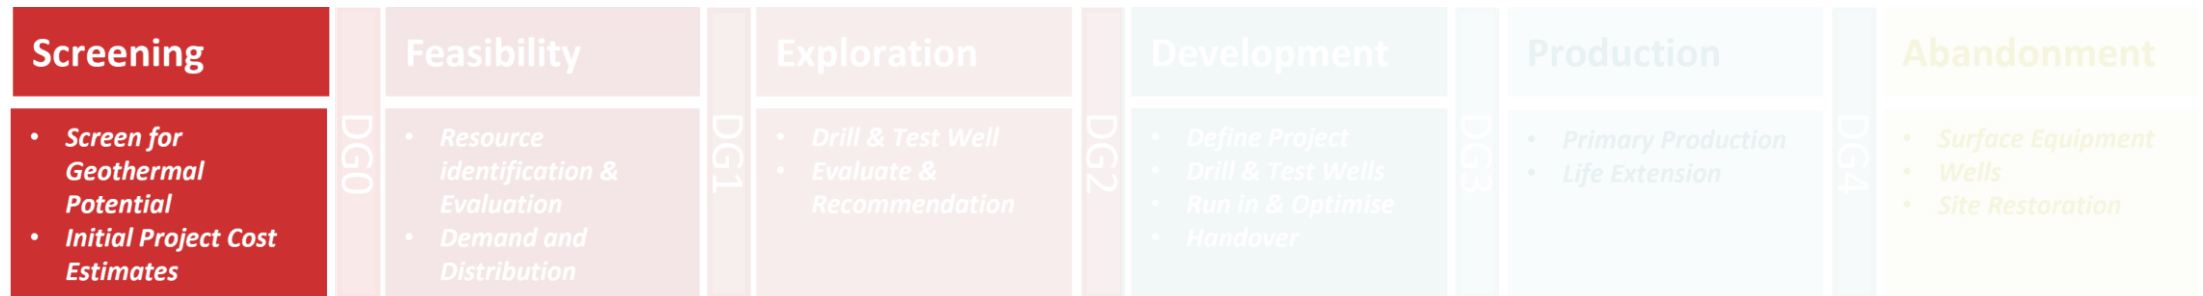 Screening
• Screen for
Geothermal
Potential
• Initial Project Cost
Estimates
DG0
Feasibility
• Resource
identification &
Evaluation
• Demand and
Distribution
DG1
Exploration
• Drill & Test Well
• Evaluate &
Recommendation
DG2
Development
• Define Project
• Drill & Test Wells
• Run in & Optimise
• Handover
DG3
Production
• Primary Production
• Life Extension
DG4
Abandonment
• Surface Equipment
• Wells
• Site Restoration